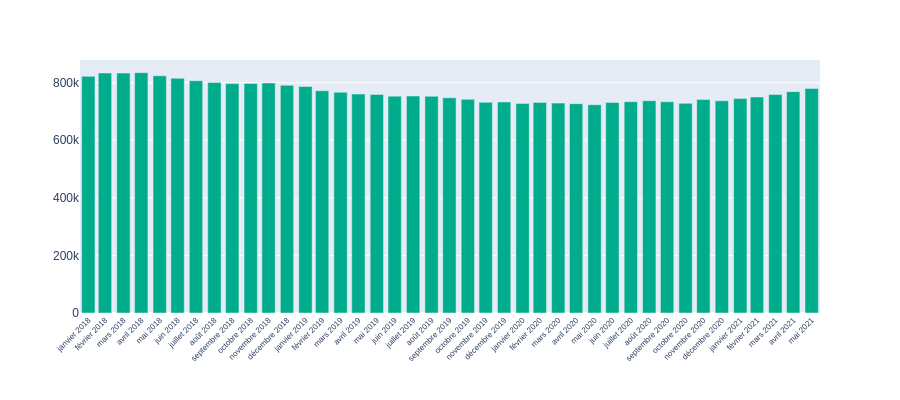 800k
600k
400k
200k
0
janvier 2018
février 2018
mars 2018
avril 2018
mai 2018
juin 2018
juillet 2018
août 2018
septembre 2018
octobre 2018
novembre 2018
décembre 2018
janvier 2019
février 2019
mars 2019
avril 2019
mai 2019
juin 2019
juillet 2019
août 2019
septembre 2019
octobre 2019
novembre 2019
décembre 2019
janvier 2020
février 2020
mars 2020
avril 2020
mai 2020
juin 2020
juillet 2020
août 2020
septembre 2020
octobre 2020
novembre 2020
décembre 2020
janvier 2021
février 2021
mars 2021
avril 2021
mai 2021